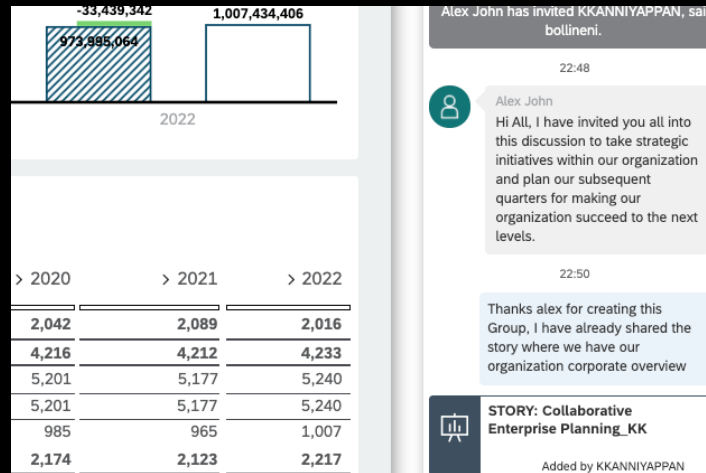 -33,439,342
1,007,434,406
973,995,064
2022
> 2020 > 2021 > 2022
2,042 2,089 2,016
4,216 4,212 4,233
5,201 5,177 5,240
5,201 5,177 5,240
985 965 1,007
2,174 2,123 2,217
Alex John has invited KKANNIYAPPAN, sai
bollineni.
22:48
Alex John
Hi All, I have invited you all into
this discussion to take strategic
initiatives within our organization
and plan our subsequent
quarters for making our
organization succeed to the next
levels.
22:50
Thanks alex for creating this
Group, I have already shared the
story where we have our
organization corporate overview
STORY: Collaborative
Enterprise Planning_KK
Added by KKANNIYAPPAN